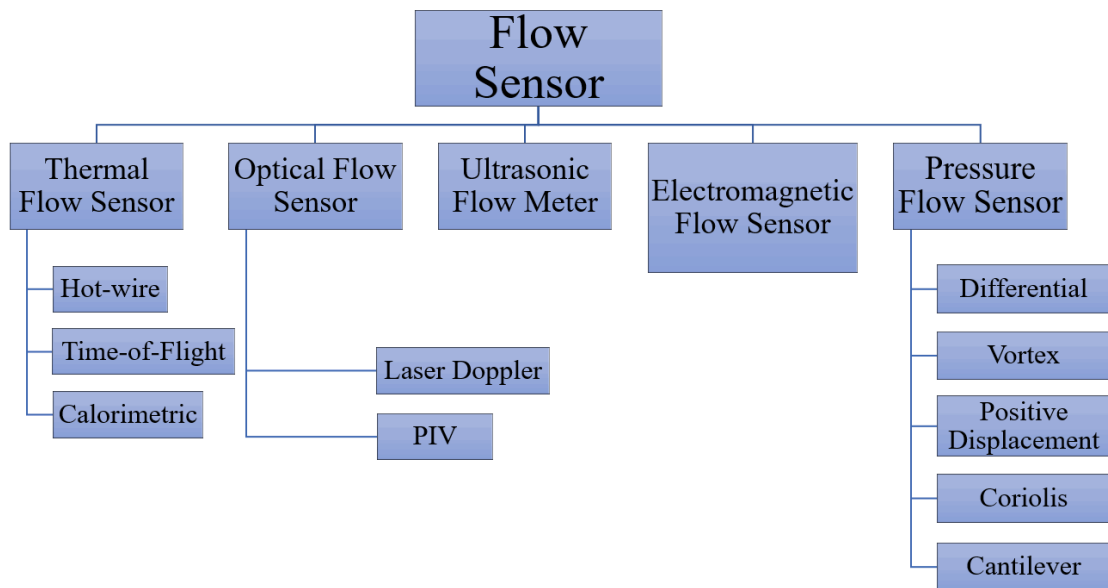 Flow
Sensor
Thermal
Flow Sensor
Optical Flow
Sensor
Ultrasonic
Flow Meter
Electromagnetic
Flow Sensor
Pressure
Flow Sensor
Hot-wire
Time-of-Flight
Calorimetric
Laser Doppler
PIV
Differential
Vortex
Positive
Displacement
Coriolis
Cantilever